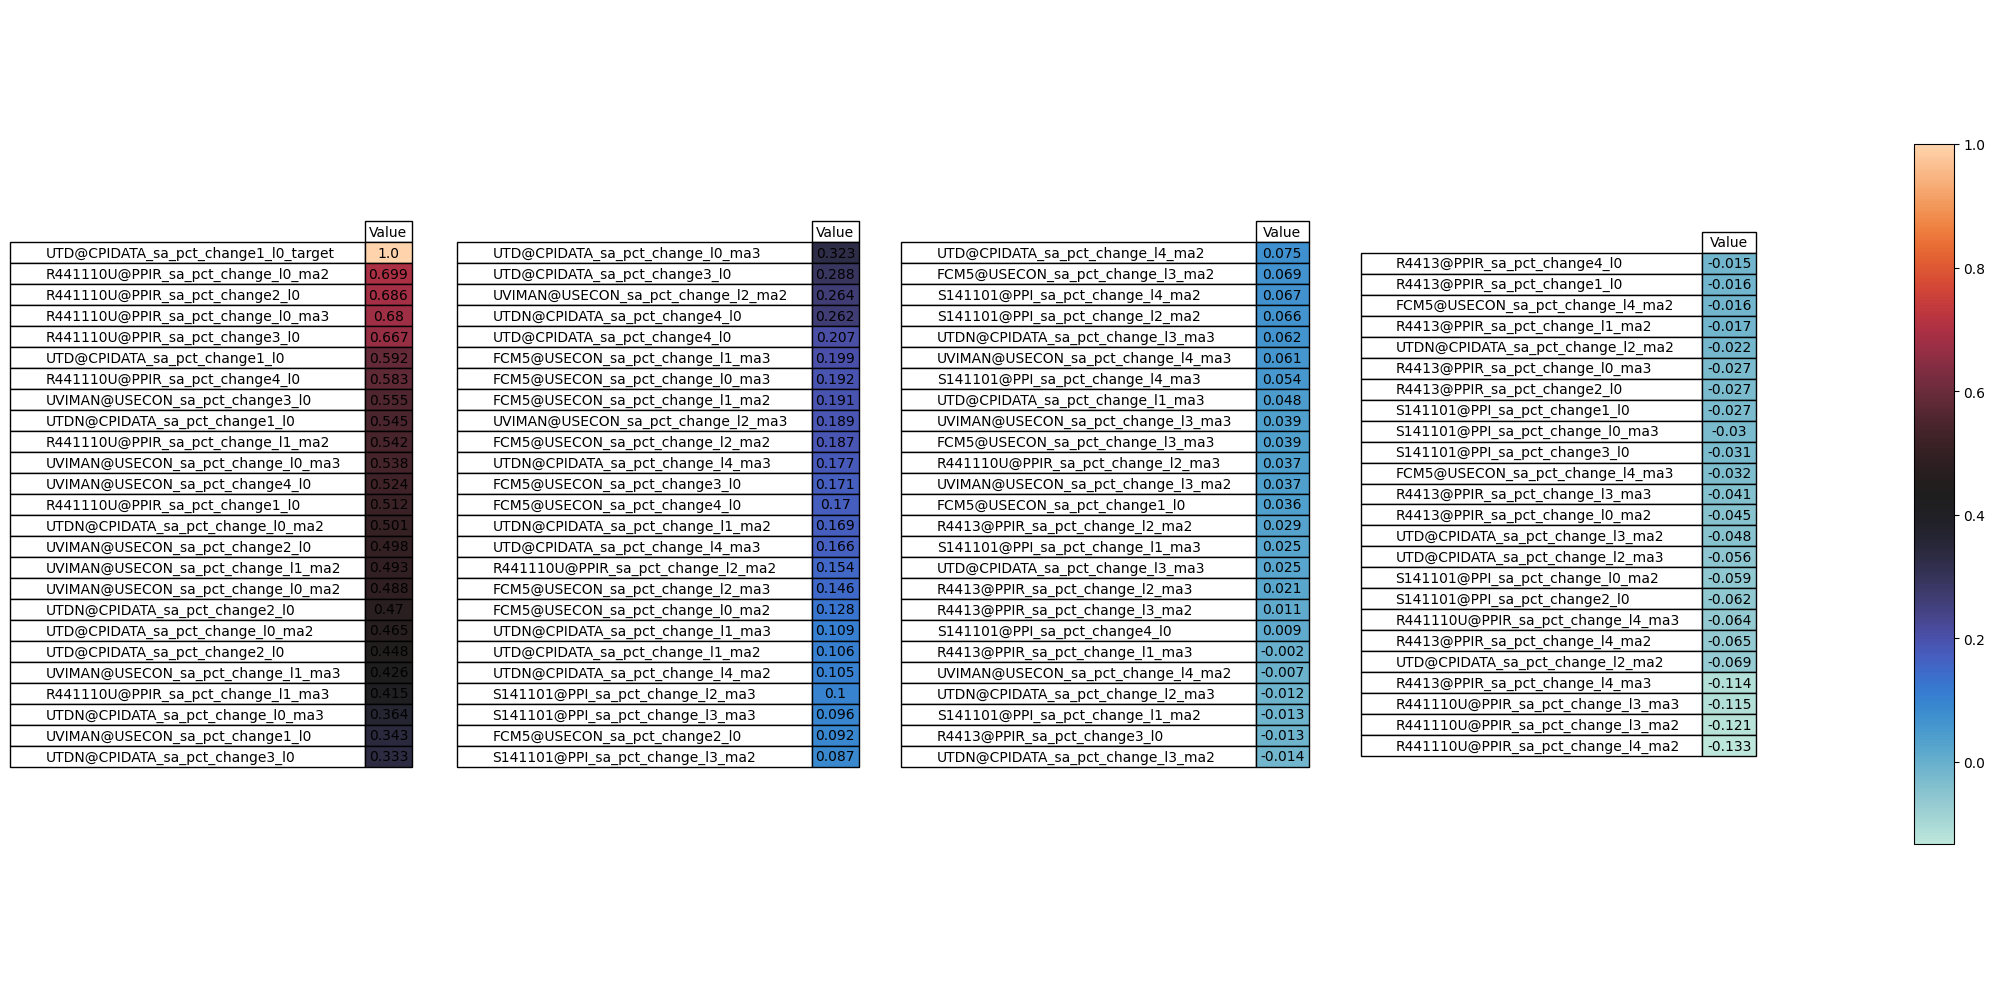 Value
UTD@CPIDATA_sa_pct_change1_l0_target 1.0
R441110U@PPIR_sa_pct_change_l0_ma2 0.699
R441110U@PPIR_sa_pct_change2_l0 0.686
R441110U@PPIR_sa_pct_change_l0_ma3 0.68
R441110U@PPIR_sa_pct_change3_l0 0.667
UTD@CPIDATA_sa_pct_change1_l0 0.592
R441110U@PPIR_sa_pct_change4_l0 0.583
UVIMAN@USECON_sa_pct_change3_l0 0.555
UTDN@CPIDATA_sa_pct_change1_l0 0.545
R441110U@PPIR_sa_pct_change_l1_ma2 0.542
UVIMAN@USECON_sa_pct_change_l0_ma3 0.538
UVIMAN@USECON_sa_pct_change4_l0 0.524
R441110U@PPIR_sa_pct_change1_l0 0.512
UTDN@CPIDATA_sa_pct_change_l0_ma2 0.501
UVIMAN@USECON_sa_pct_change2_l0 0.498
UVIMAN@USECON_sa_pct_change_l1_ma2 0.493
UVIMAN@USECON_sa_pct_change_l0_ma2 0.488
UTDN@CPIDATA_sa_pct_change2_l0 0.47
UTD@CPIDATA_sa_pct_change_l0_ma2 0.465
UTD@CPIDATA_sa_pct_change2_l0 0.448
UVIMAN@USECON_sa_pct_change_l1_ma3 0.426
R441110U@PPIR_sa_pct_change_l1_ma3 0.415
UTDN@CPIDATA_sa_pct_change_l0_ma3 0.364
UVIMAN@USECON_sa_pct_change1_l0 0.343
UTDN@CPIDATA_sa_pct_change3_l0 0.333
Value
UTD@CPIDATA_sa_pct_change_l0_ma3 0.323
UTD@CPIDATA_sa_pct_change3_l0 0.288
UVIMAN@USECON_sa_pct_change_l2_ma2 0.264
UTDN@CPIDATA_sa_pct_change4_l0 0.262
UTD@CPIDATA_sa_pct_change4_l0 0.207
FCM5@USECON_sa_pct_change_l1_ma3 0.199
FCM5@USECON_sa_pct_change_l0_ma3 0.192
FCM5@USECON_sa_pct_change_l1_ma2 0.191
UVIMAN@USECON_sa_pct_change_l2_ma3 0.189
FCM5@USECON_sa_pct_change_l2_ma2 0.187
UTDN@CPIDATA_sa_pct_change_l4_ma3 0.177
FCM5@USECON_sa_pct_change3_l0 0.171
FCM5@USECON_sa_pct_change4_l0 0.17
UTDN@CPIDATA_sa_pct_change_l1_ma2 0.169
UTD@CPIDATA_sa_pct_change_l4_ma3 0.166
R441110U@PPIR_sa_pct_change_l2_ma2 0.154
FCM5@USECON_sa_pct_change_l2_ma3 0.146
FCM5@USECON_sa_pct_change_l0_ma2 0.128
UTDN@CPIDATA_sa_pct_change_l1_ma3 0.109
UTD@CPIDATA_sa_pct_change_l1_ma2 0.106
UTDN@CPIDATA_sa_pct_change_l4_ma2 0.105
S141101@PPI_sa_pct_change_l2_ma3 0.1
S141101@PPI_sa_pct_change_l3_ma3 0.096
FCM5@USECON_sa_pct_change2_l0 0.092
S141101@PPI_sa_pct_change_l3_ma2 0.087
Value
UTD@CPIDATA_sa_pct_change_l4_ma2 0.075
FCM5@USECON_sa_pct_change_l3_ma2 0.069
S141101@PPI_sa_pct_change_l4_ma2 0.067
S141101@PPI_sa_pct_change_l2_ma2 0.066
UTDN@CPIDATA_sa_pct_change_l3_ma3 0.062
UVIMAN@USECON_sa_pct_change_l4_ma3 0.061
S141101@PPI_sa_pct_change_l4_ma3 0.054
UTD@CPIDATA_sa_pct_change_l1_ma3 0.048
UVIMAN@USECON_sa_pct_change_l3_ma3 0.039
FCM5@USECON_sa_pct_change_l3_ma3 0.039
R441110U@PPIR_sa_pct_change_l2_ma3 0.037
UVIMAN@USECON_sa_pct_change_l3_ma2 0.037
FCM5@USECON_sa_pct_change1_l0 0.036
R4413@PPIR_sa_pct_change_l2_ma2 0.029
S141101@PPI_sa_pct_change_l1_ma3 0.025
UTD@CPIDATA_sa_pct_change_l3_ma3 0.025
R4413@PPIR_sa_pct_change_l2_ma3 0.021
R4413@PPIR_sa_pct_change_l3_ma2 0.011
S141101@PPI_sa_pct_change4_l0 0.009
R4413@PPIR_sa_pct_change_l1_ma3 -0.002
UVIMAN@USECON_sa_pct_change_l4_ma2 -0.007
UTDN@CPIDATA_sa_pct_change_l2_ma3 -0.012
S141101@PPI_sa_pct_change_l1_ma2 -0.013
R4413@PPIR_sa_pct_change3_l0 -0.013
UTDN@CPIDATA_sa_pct_change_l3_ma2 -0.014
Value
R4413@PPIR_sa_pct_change4_l0 -0.015
R4413@PPIR_sa_pct_change1_l0 -0.016
FCM5@USECON_sa_pct_change_l4_ma2 -0.016
R4413@PPIR_sa_pct_change_l1_ma2 -0.017
UTDN@CPIDATA_sa_pct_change_l2_ma2 -0.022
R4413@PPIR_sa_pct_change_l0_ma3 -0.027
R4413@PPIR_sa_pct_change2_l0 -0.027
S141101@PPI_sa_pct_change1_l0 -0.027
S141101@PPI_sa_pct_change_l0_ma3 -0.03
S141101@PPI_sa_pct_change3_l0 -0.031
FCM5@USECON_sa_pct_change_l4_ma3 -0.032
R4413@PPIR_sa_pct_change_l3_ma3 -0.041
R4413@PPIR_sa_pct_change_l0_ma2 -0.045
UTD@CPIDATA_sa_pct_change_l3_ma2 -0.048
UTD@CPIDATA_sa_pct_change_l2_ma3 -0.056
S141101@PPI_sa_pct_change_l0_ma2 -0.059
S141101@PPI_sa_pct_change2_l0 -0.062
R441110U@PPIR_sa_pct_change_l4_ma3 -0.064
R4413@PPIR_sa_pct_change_l4_ma2 -0.065
UTD@CPIDATA_sa_pct_change_l2_ma2 -0.069
R4413@PPIR_sa_pct_change_l4_ma3 -0.114
R441110U@PPIR_sa_pct_change_l3_ma3 -0.115
R441110U@PPIR_sa_pct_change_l3_ma2 -0.121
R441110U@PPIR_sa_pct_change_l4_ma2 -0.133
1.0
0.8
0.6
0.4
0.2
0.0